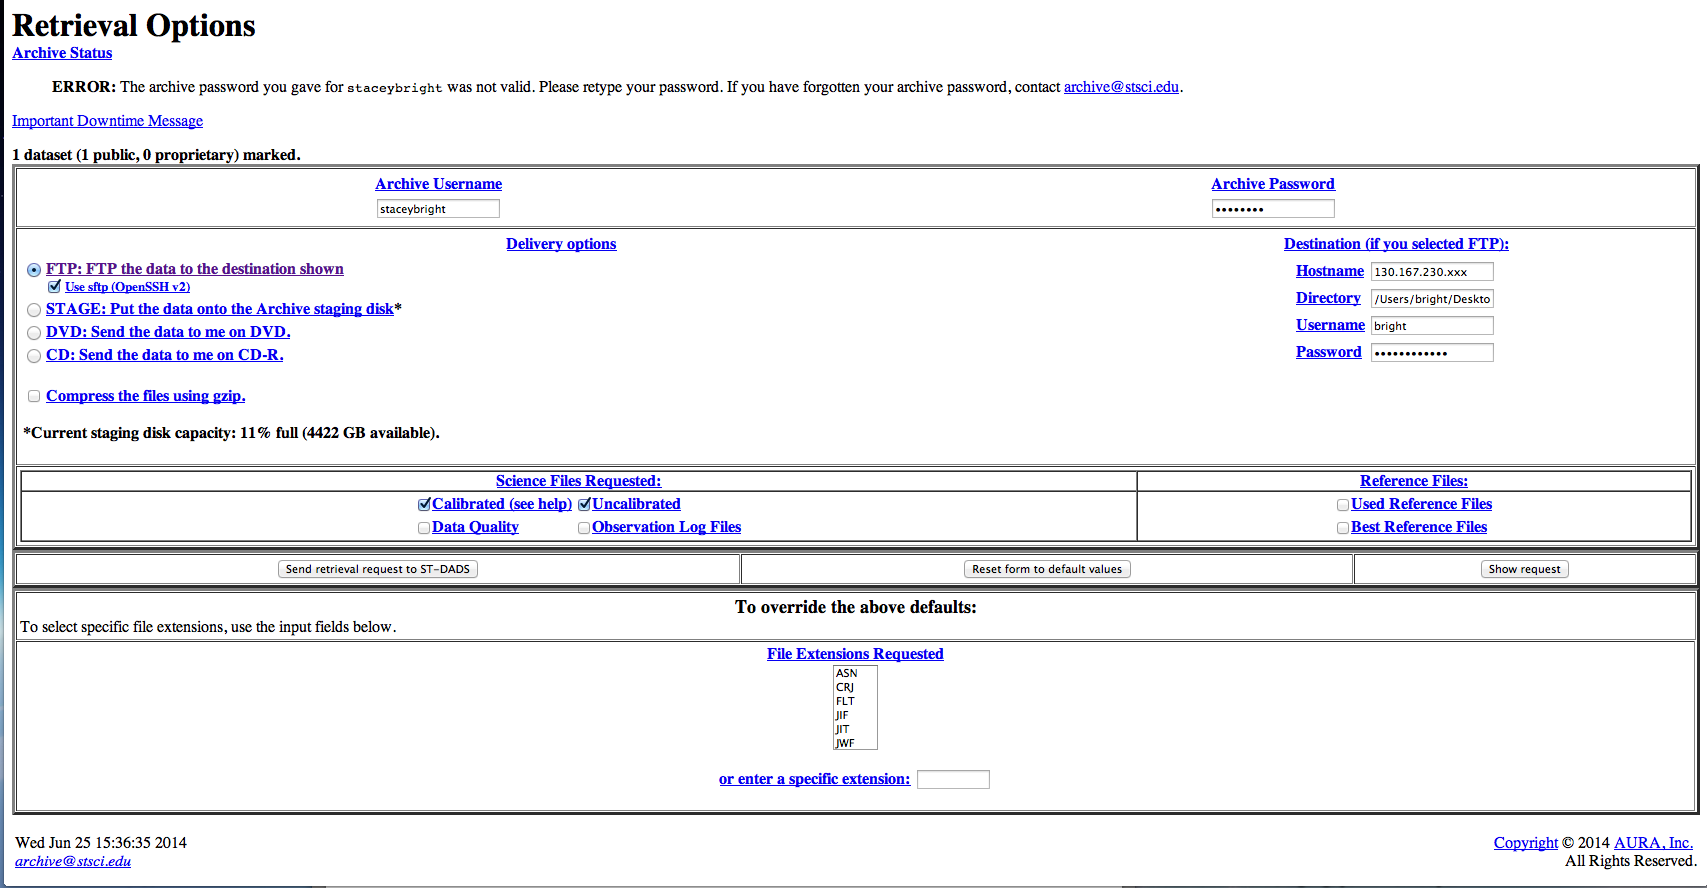 Retrieval Options
Archive Status
ERROR: The archive password you gave for staceybright was not valid. Please retype your password. If you have forgotten your archive password, contact archive@stsci.edu.
Important Downtime Message
1 dataset (1 public, 0 proprietary) marked.
Archive Username Archive Password
staceybright ••••••••
Delivery options Destination (if you selected FTP):
FTP: FTP the data to the destination shown Hostname 130.167.230.xxx
Use sftp (OpenSSH v2)
STAGE: Put the data onto the Archive staging disk* Directory /Users/bright/Deskto
DVD: Send the data to me on DVD. Username bright
CD: Send the data to me on CD-R. Password ••••••••••••
Compress the files using gzip.
*Current staging disk capacity: 11% full (4422 GB available).
Science Files Requested: Reference Files:
Calibrated (see help) Uncalibrated Used Reference Files
Data Quality Observation Log Files Best Reference Files
Send retrieval request to ST-DADS Reset form to default values Show request
To override the above defaults:
To select specific file extensions, use the input fields below.
File Extensions Requested
ASN
CRJ
FLT
JIF
JIT
JWF
or enter a specific extension:
Wed Jun 25 15:36:35 2014 Copyright © 2014 AURA, Inc.
archive@stsci.edu All Rights Reserved.